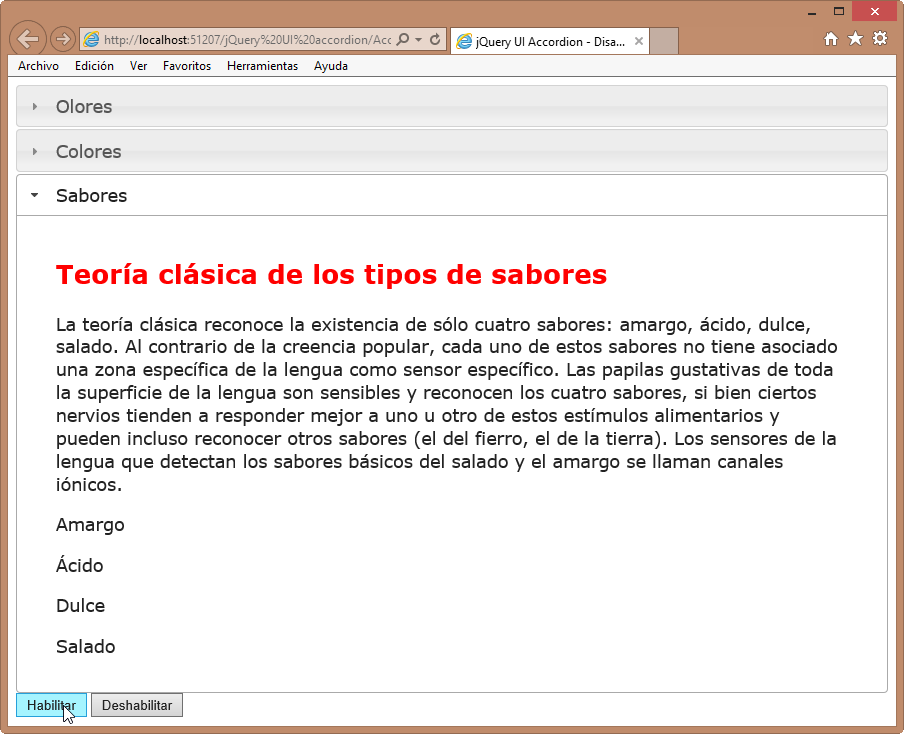 http://localhost:51207/jQuery%20UI%20accordion/Acc
jQuery UI Accordion - Disa...
Archivo Edición Ver Favoritos Herramientas Ayuda
Olores
Colores
Sabores
Teoría clásica de los tipos de sabores
La teoría clásica reconoce la existencia de sólo cuatro sabores: amargo, ácido, dulce,
salado. Al contrario de la creencia popular, cada uno de estos sabores no tiene asociado
una zona específica de la lengua como sensor específico. Las papilas gustativas de toda
la superficie de la lengua son sensibles y reconocen los cuatro sabores, si bien ciertos
nervios tienden a responder mejor a uno u otro de estos estímulos alimentarios y
pueden incluso reconocer otros sabores (el del fierro, el de la tierra). Los sensores de la
lengua que detectan los sabores básicos del salado y el amargo se llaman canales
iónicos.
Amargo
Ácido
Dulce
Salado
Habilitar Deshabilitar